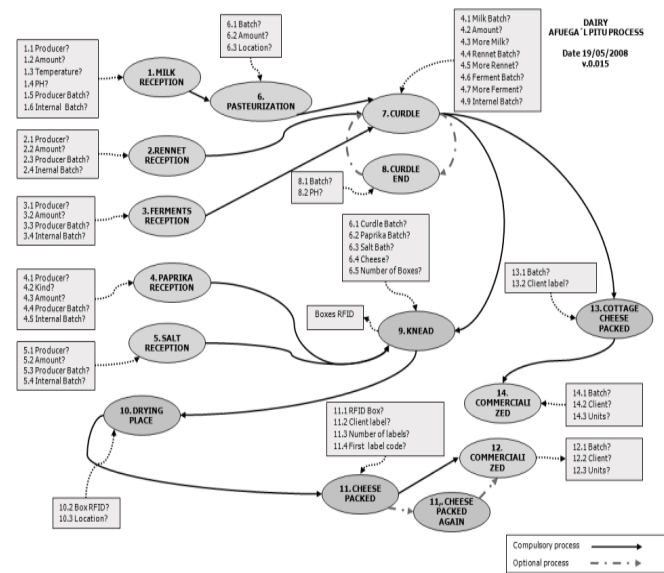 DAIRY
AFUEGA´L PITU PROCESS
Date 19/05/2008
v.0.015
1.1 Producer?
1.2 Amount?
1.3 Temperature?
1.4 PH?
1.5 Producer Batch?
1.6 Internal Batch?
1. MILK
RECEPTION
6.1 Batch?
6.2 Amount?
6.3 Location?
6.
PASTEURIZATION
4.1 Milk Batch?
4.2 Amount?
4.3 More Milk?
4.4 Rennet Batch?
4.5 More Rennet?
4.6 Ferment Batch?
4.7 More Ferment?
4.9 Internal Batch?
7. CURDLE
2.1 Producer?
2.2 Amount?
2.3 Producer Batch?
2.4 Inernal Batch?
2. RENNET
RECEPTION
8. CURDLE
END
8.1 Batch?
8.2 PH?
3.1 Producer?
3.2 Amount?
3.3 Producer Batch?
3.4 Internal Batch?
3. FERMENTS
RECEPTION
6.1 Curdle Batch?
6.2 Paprika Batch?
6.3 Salt Bath?
6.4 Cheese?
6.5 Number of Boxes?
4.1 Producer?
4.2 Kind?
4.3 Amount?
4.4 Producer Batch?
4.5 Internal Batch?
4. PAPRIKA
RECEPTION
13.1 Batch?
13.2 Client label?
13. COTTAGE
CHEESE
PACKED
Boxes RFID
9. KNEAD
5.1 Producer?
5.2 Amount?
5.3 Producer Batch?
5.4 Internal Batch?
5. SALT
RECEPTION
14.
COMMERCIALI
ZED
14.1 Batch?
14.2 Client?
14.3 Units?
10. DRYING
PLACE
11.1 RFID Box?
11.2 Client label?
11.3 Number of labels?
11.4 First label code?
12.
COMMERCIALI
ZED
12.1 Batch?
12.2 Client?
12.3 Units?
10.2 Box RFID?
10.3 Location?
11. CHEESE
PACKED
11,. CHEESE
PACKED
AGAIN
Compulsory process
Optional process